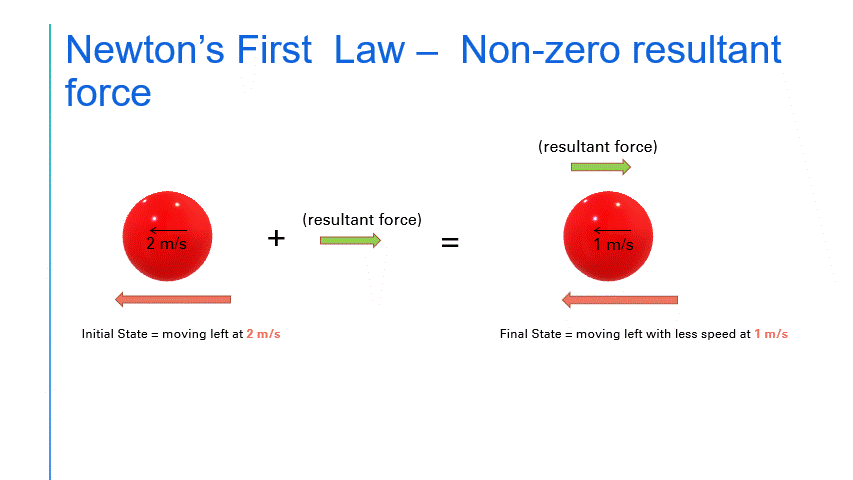 Newton’s First  Law –  Non-zero resultant
force
(resultant force)
(resultant force)
2 m/s
+
=
1 m/s
Initial State = moving left at 2 m/s
Final State = moving left with less speed at 1 m/s